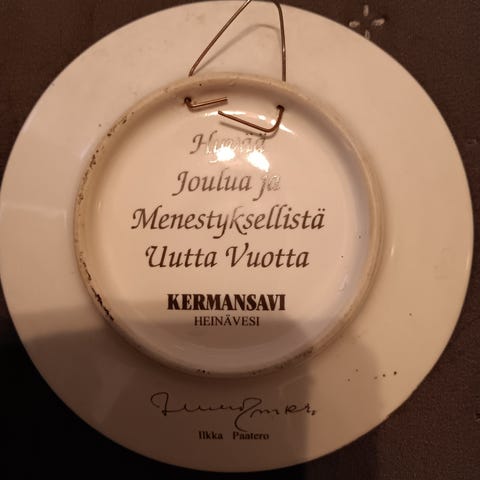 Hyvää
Joulua ja
Menestyksellistä
Uutta Vuotta
KERMANSAVI
HEINÄVESI
Ilkka Paatero